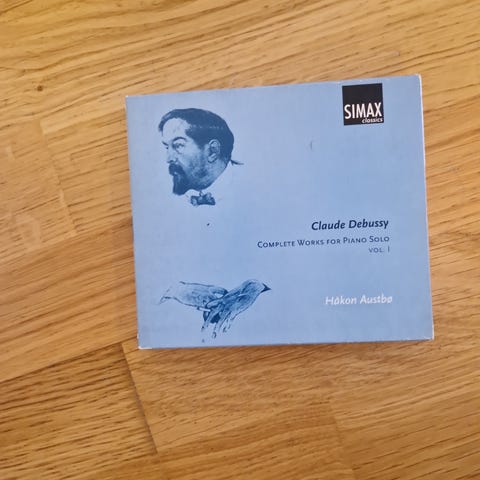 SIMAX
classics
Claude Debussy
Complete Works for Piano Solo
vol. I
Håkon Austbø